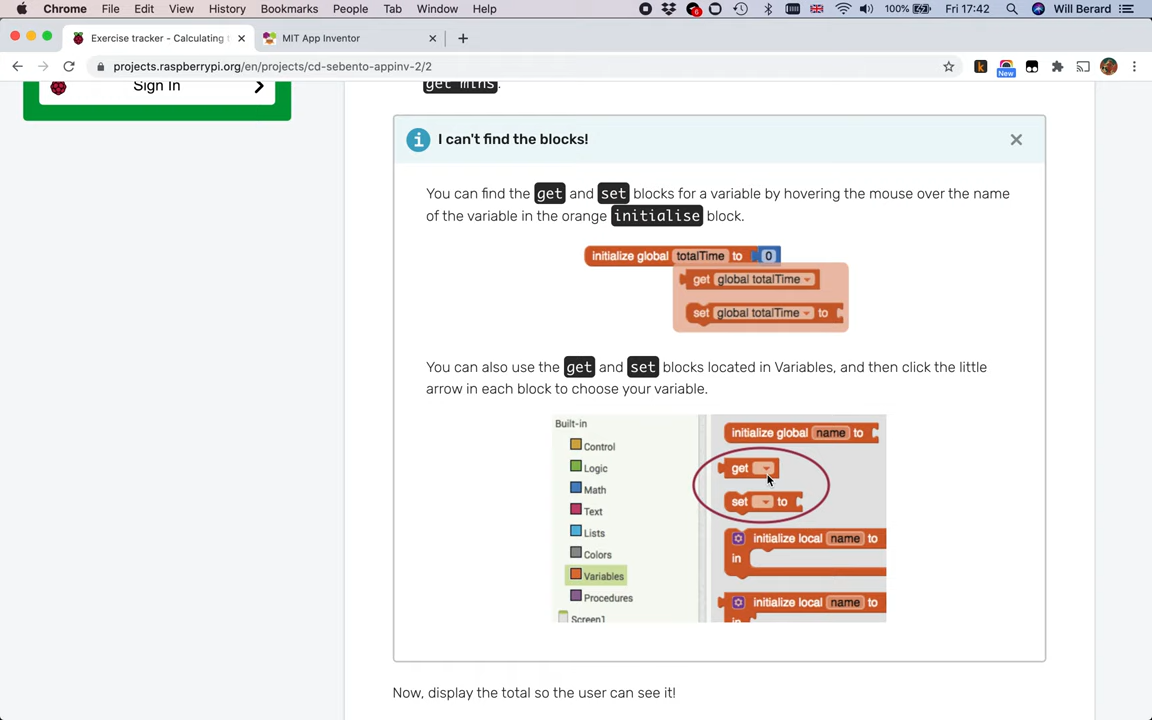 Chrome File Edit View History Bookmarks People Tab Window Help 6 100% Fri 17:42 Will Berard
Exercise tracker - Calculating t MIT App Inventor
projects.raspberrypi.org/en/projects/cd-sebento-appinv-2/2 New
Sign In
get mins.
I can't find the blocks!
You can find the get and set blocks for a variable by hovering the mouse over the name
of the variable in the orange initialise block.
initialize global totalTime to 0
get global totalTime
set global totalTime to
You can also use the get and set blocks located in Variables, and then click the little
arrow in each block to choose your variable.
Built-in
Control
Logic
Math
Text
Lists
Colors
Variables
Procedures
Screen1
initialize global name to
get
set to
initialize local name to
in
initialize local name to
in
Now, display the total so the user can see it!